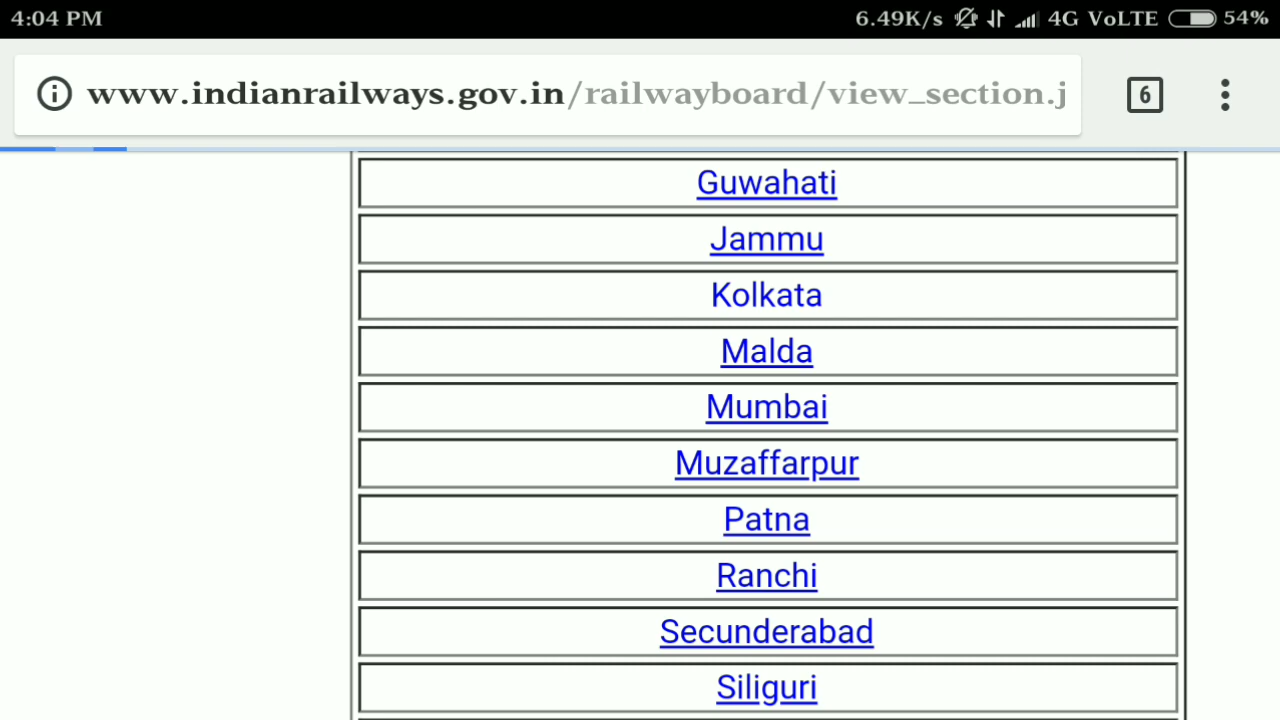 4:04 PM 6.49K/s 4G VoLTE 54%
www.indianrailways.gov.in/railwayboard/view_section.j 6
Guwahati
Jammu
Kolkata
Malda
Mumbai
Muzaffarpur
Patna
Ranchi
Secunderabad
Siliguri